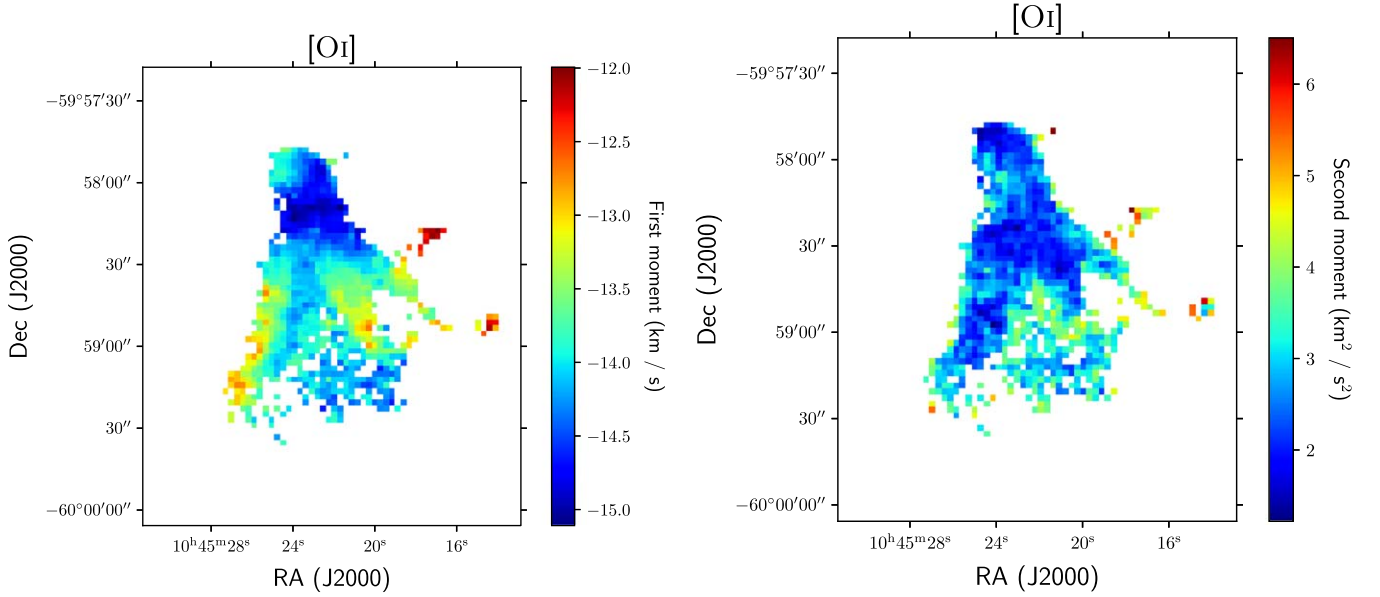 [OI]
−59°57′30″
58′00″
30″
59′00″
30″
−60°00′00″
10ʰ45ᵐ28ˢ 24ˢ 20ˢ 16ˢ
RA (J2000)
Dec (J2000)
−12.0
−12.5
−13.0
−13.5
−14.0
−14.5
−15.0
First moment (km / s)
[OI]
−59°57′30″
58′00″
30″
59′00″
30″
−60°00′00″
10ʰ45ᵐ28ˢ 24ˢ 20ˢ 16ˢ
RA (J2000)
Dec (J2000)
6
5
4
3
2
Second moment (km² / s²)